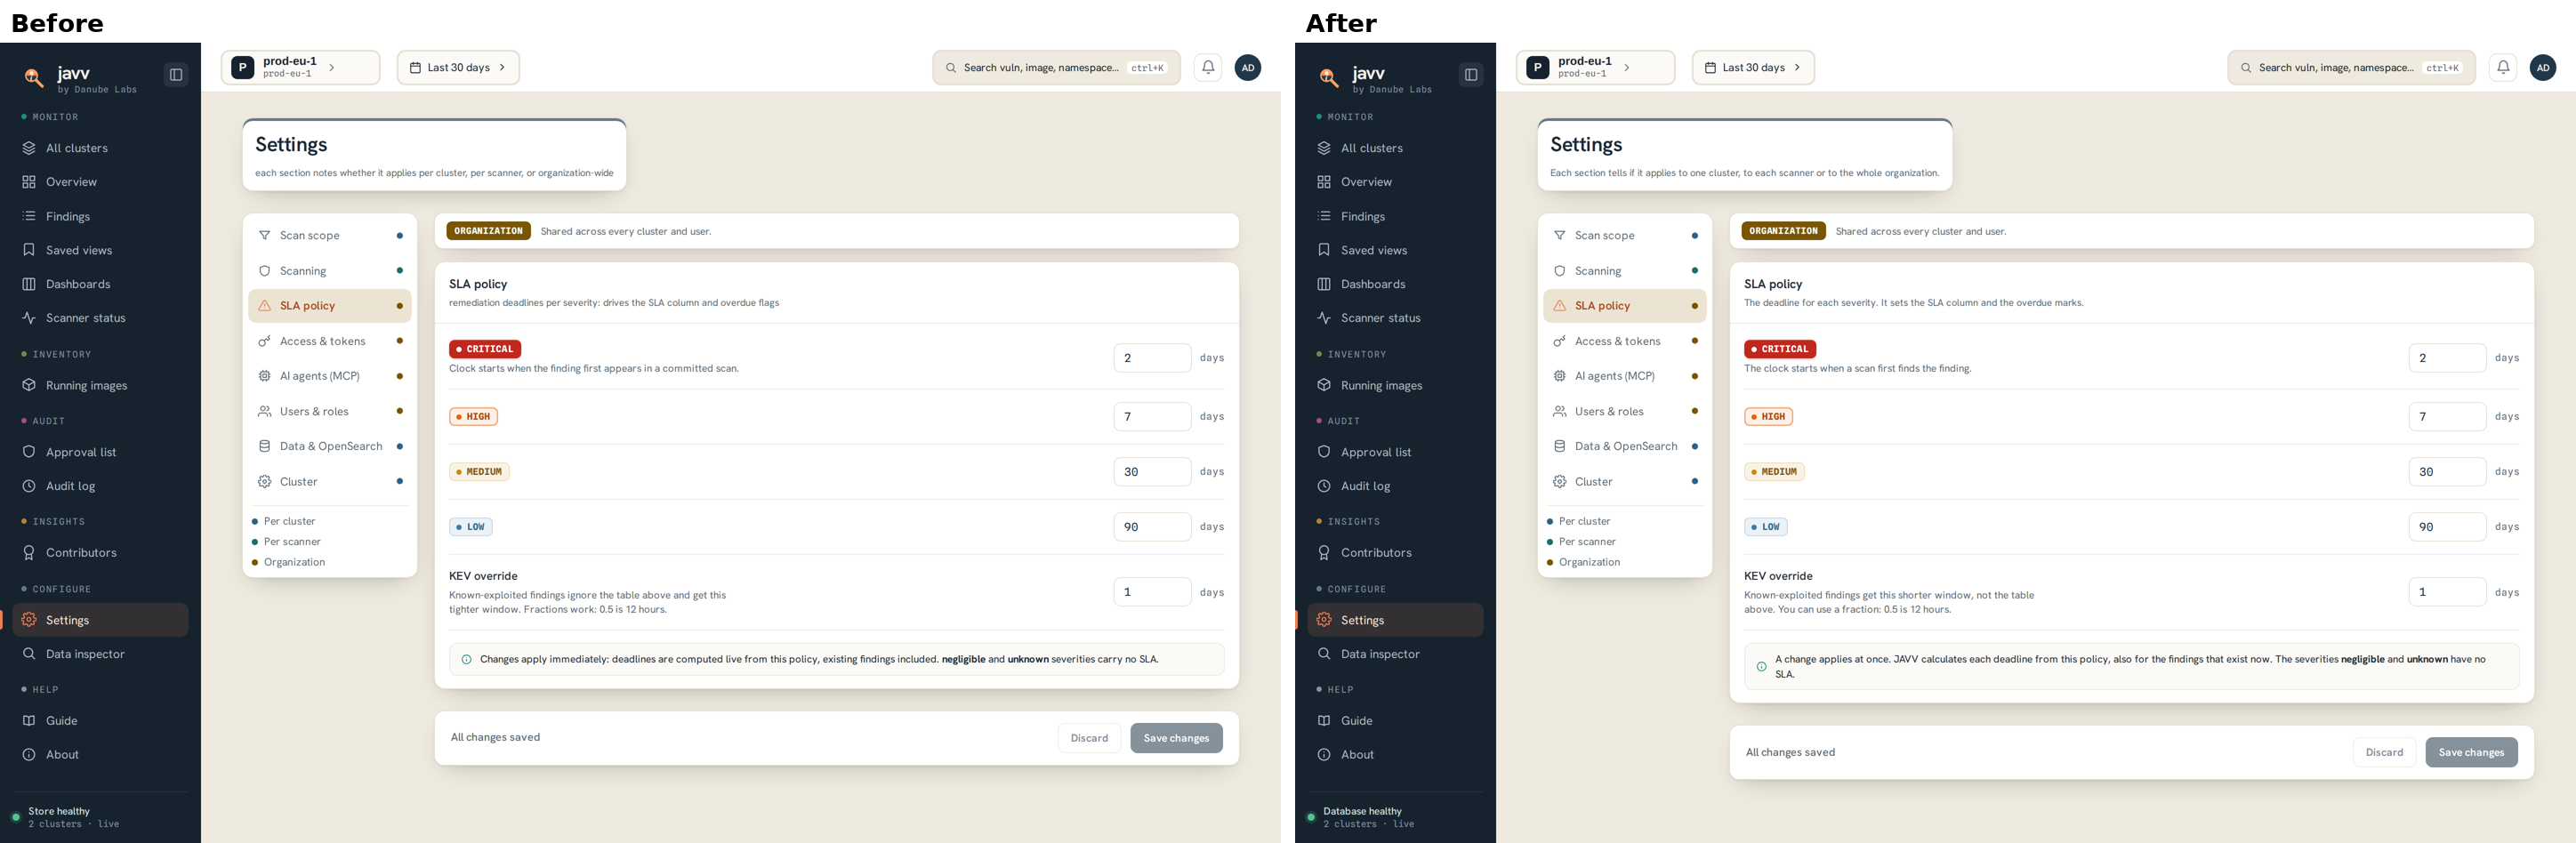 Before
javv
by Danube Labs
MONITOR
All clusters
Overview
Findings
Saved views
Dashboards
Scanner status
INVENTORY
Running images
AUDIT
Approval list
Audit log
INSIGHTS
Contributors
CONFIGURE
Settings
Data inspector
HELP
Guide
About
Store healthy
2 clusters · live
P prod-eu-1
prod-eu-1
Last 30 days
Search vuln, image, namespace... ctrl+K
AD
Settings
each section notes whether it applies per cluster, per scanner, or organization-wide
Scan scope
Scanning
SLA policy
Access & tokens
AI agents (MCP)
Users & roles
Data & OpenSearch
Cluster
Per cluster
Per scanner
Organization
ORGANIZATION Shared across every cluster and user.
SLA policy
remediation deadlines per severity: drives the SLA column and overdue flags
CRITICAL
Clock starts when the finding first appears in a committed scan.
2 days
HIGH
7 days
MEDIUM
30 days
LOW
90 days
KEV override
Known-exploited findings ignore the table above and get this
tighter window. Fractions work: 0.5 is 12 hours.
1 days
Changes apply immediately: deadlines are computed live from this policy, existing findings included. negligible and unknown severities carry no SLA.
All changes saved
Discard
Save changes
After
javv
by Danube Labs
MONITOR
All clusters
Overview
Findings
Saved views
Dashboards
Scanner status
INVENTORY
Running images
AUDIT
Approval list
Audit log
INSIGHTS
Contributors
CONFIGURE
Settings
Data inspector
HELP
Guide
About
Database healthy
2 clusters · live
P prod-eu-1
prod-eu-1
Last 30 days
Search vuln, image, namespace... ctrl+K
AD
Settings
Each section tells if it applies to one cluster, to each scanner or to the whole organization.
Scan scope
Scanning
SLA policy
Access & tokens
AI agents (MCP)
Users & roles
Data & OpenSearch
Cluster
Per cluster
Per scanner
Organization
ORGANIZATION Shared across every cluster and user.
SLA policy
The deadline for each severity. It sets the SLA column and the overdue marks.
CRITICAL
The clock starts when a scan first finds the finding.
2 days
HIGH
7 days
MEDIUM
30 days
LOW
90 days
KEV override
Known-exploited findings get this shorter window, not the table
above. You can use a fraction: 0.5 is 12 hours.
1 days
A change applies at once. JAVV calculates each deadline from this policy, also for the findings that exist now. The severities negligible and unknown have no
SLA.
All changes saved
Discard
Save changes